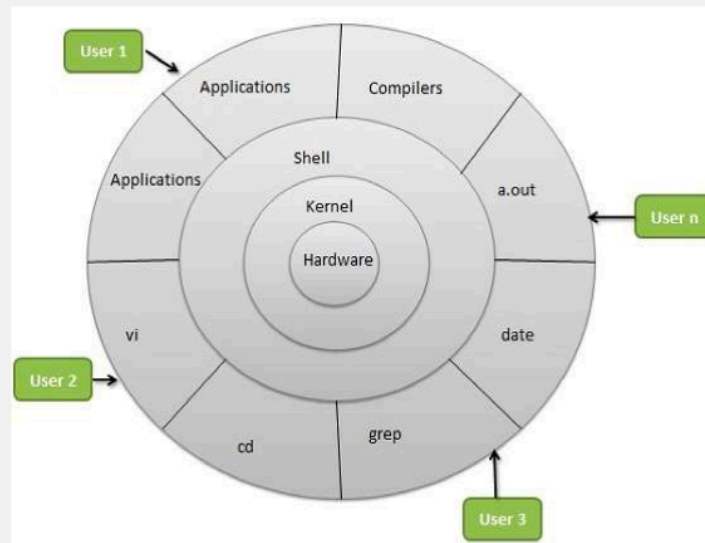 User 1
Applications
Compilers
Shell
Applications
a.out
Kernel
User n
Hardware
vi
date
User 2
cd
grep
User 3